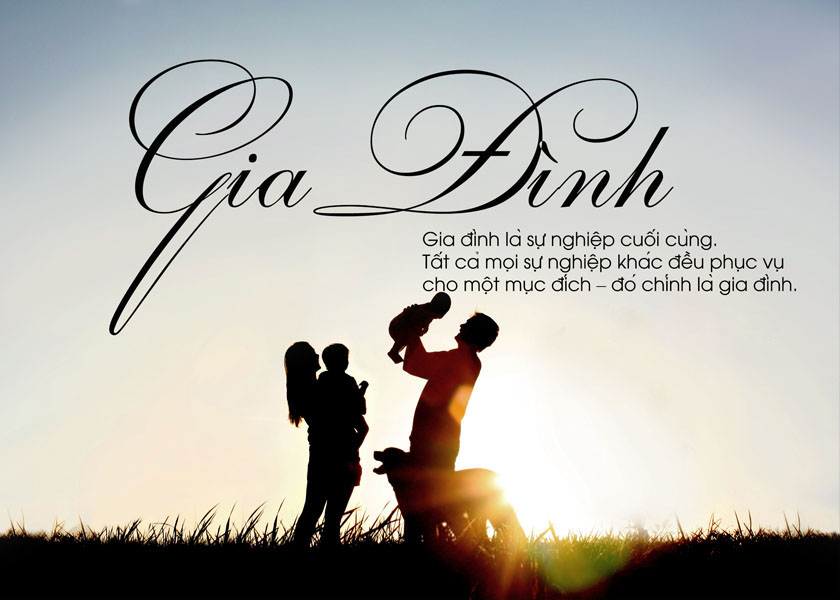 Gia Đình
Gia đình là sự nghiệp cuối cùng.
Tất cả mọi sự nghiệp khác đều phục vụ
cho một mục đích – đó chính là gia đình.